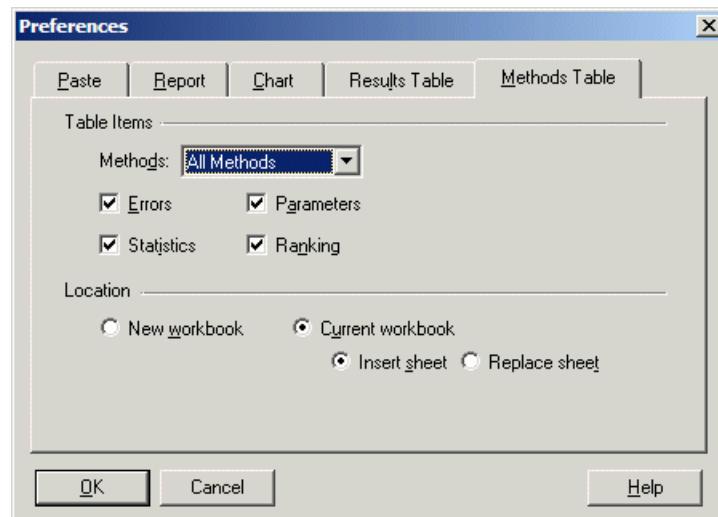 Preferences
Paste Report Chart Results Table Methods Table
Table Items
Methods: All Methods
Errors Parameters
Statistics Ranking
Location
New workbook Current workbook
Insert sheet Replace sheet
OK Cancel Help